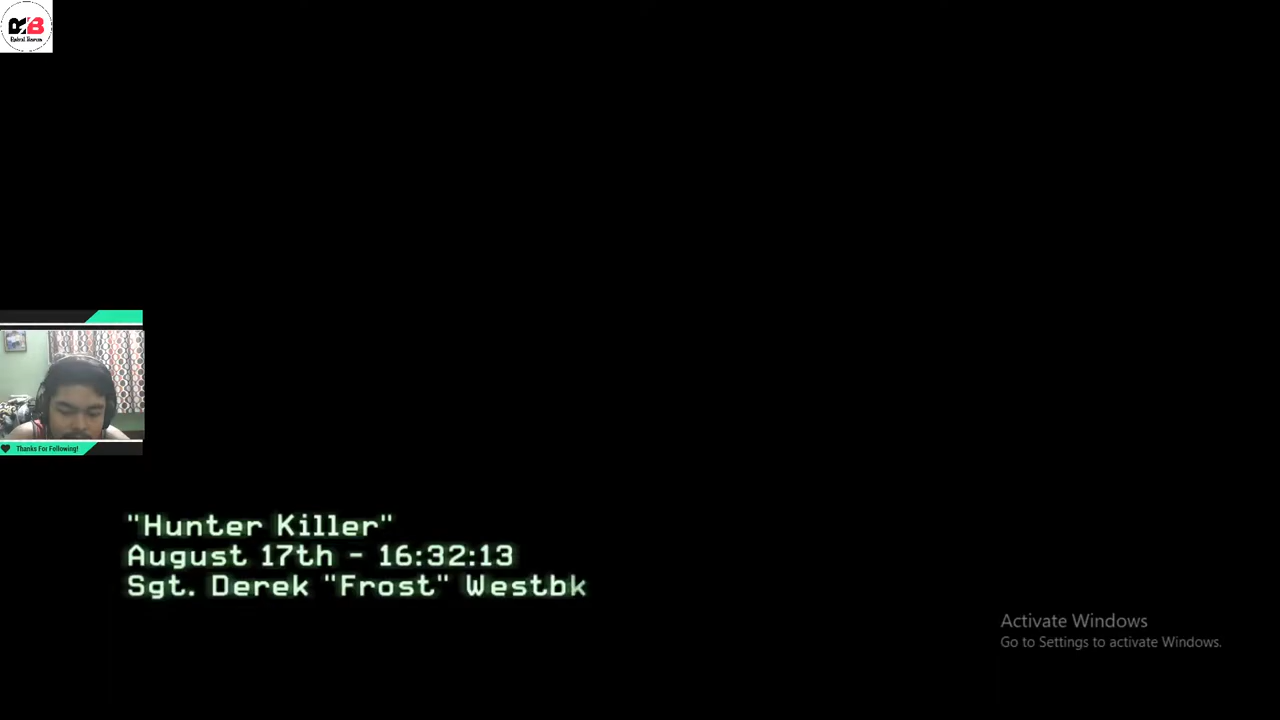 RB
Thanks For Following!
"Hunter Killer"
August 17th - 16:32:13
Sgt. Derek "Frost" Westbk
Activate Windows
Go to Settings to activate Windows.